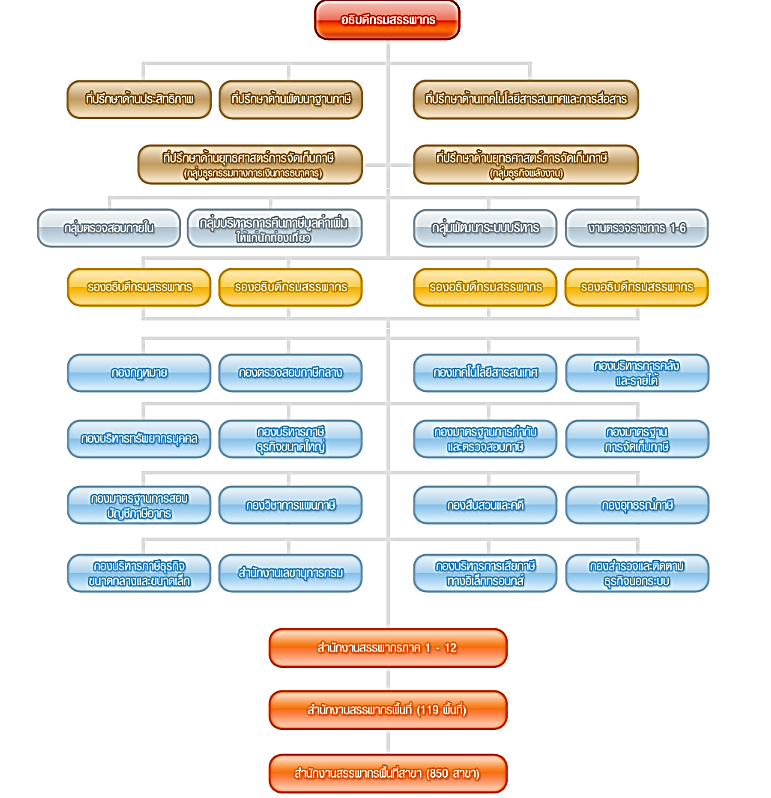 อธิบดีกรมสรรพากร
ที่ปรึกษาด้านประสิทธิภาพ
ที่ปรึกษาด้านพัฒนาฐานภาษี
ที่ปรึกษาด้านเทคโนโลยีสารสนเทศและการสื่อสาร
ที่ปรึกษาด้านยุทธศาสตร์การจัดเก็บภาษี
(กลุ่มธุรกรรมทางการเงินการธนาคาร)
ที่ปรึกษาด้านยุทธศาสตร์การจัดเก็บภาษี
(กลุ่มธุรกิจพลังงาน)
กลุ่มตรวจสอบภายใน
กลุ่มบริหารการคืนภาษีมูลค่าเพิ่ม
ให้แก่นักท่องเที่ยว
กลุ่มพัฒนาระบบบริหาร
งานตรวจราชการ 1-6
รองอธิบดีกรมสรรพากร
รองอธิบดีกรมสรรพากร
รองอธิบดีกรมสรรพากร
รองอธิบดีกรมสรรพากร
กองกฎหมาย
กองตรวจสอบภาษีกลาง
กองเทคโนโลยีสารสนเทศ
กองบริหารการคลัง
และรายได้
กองบริหารทรัพยากรบุคคล
กองบริหารภาษี
ธุรกิจขนาดใหญ่
กองมาตรฐานการกำกับ
และตรวจสอบภาษี
กองมาตรฐาน
การจัดเก็บภาษี
กองมาตรฐานการสอบ
บัญชีภาษีอากร
กองวิชาการแผนภาษี
กองสืบสวนและคดี
กองอุทธรณ์ภาษี
กองบริหารภาษีธุรกิจ
ขนาดกลางและขนาดเล็ก
สำนักงานเลขานุการกรม
กองบริหารการเสียภาษี
ทางอิเล็กทรอนิกส์
กองสำรวจและติดตาม
ธุรกิจนอกระบบ
สำนักงานสรรพากรภาค 1 - 12
สำนักงานสรรพากรพื้นที่ (119 พื้นที่)
สำนักงานสรรพากรพื้นที่สาขา (850 สาขา)